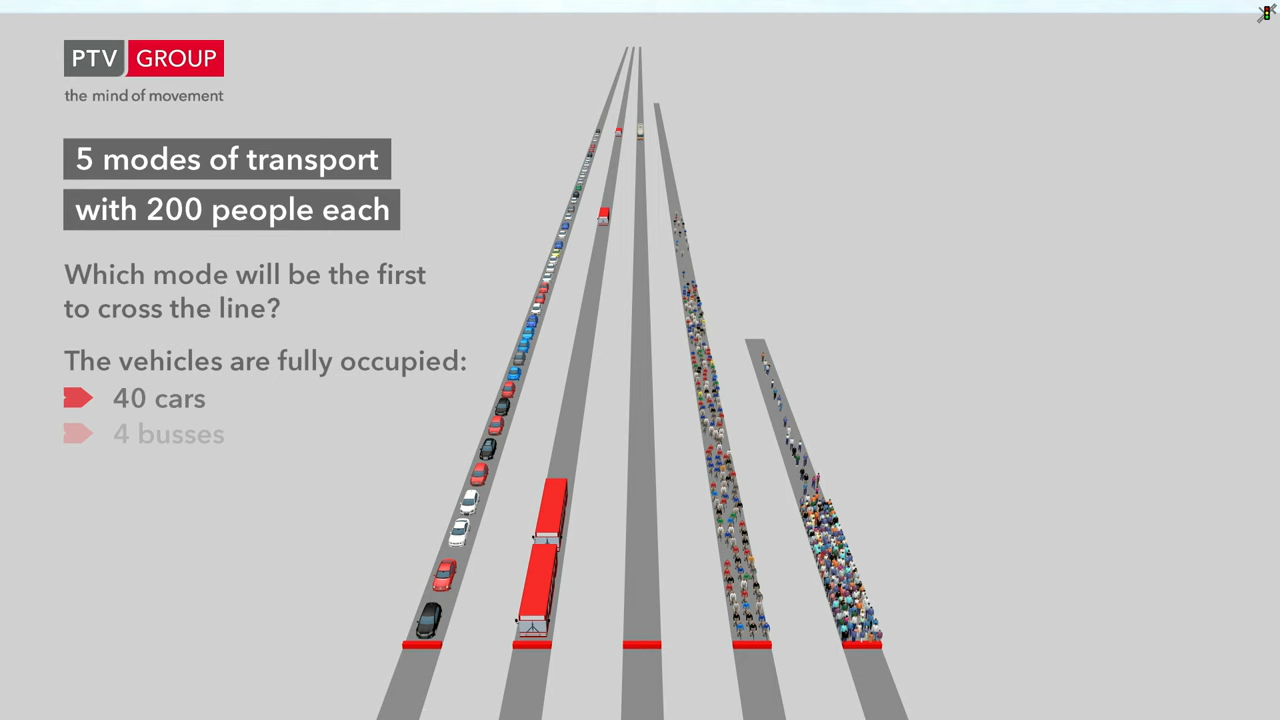 PTV GROUP
the mind of movement
5 modes of transport
with 200 people each
Which mode will be the first
to cross the line?
The vehicles are fully occupied:
40 cars
4 busses